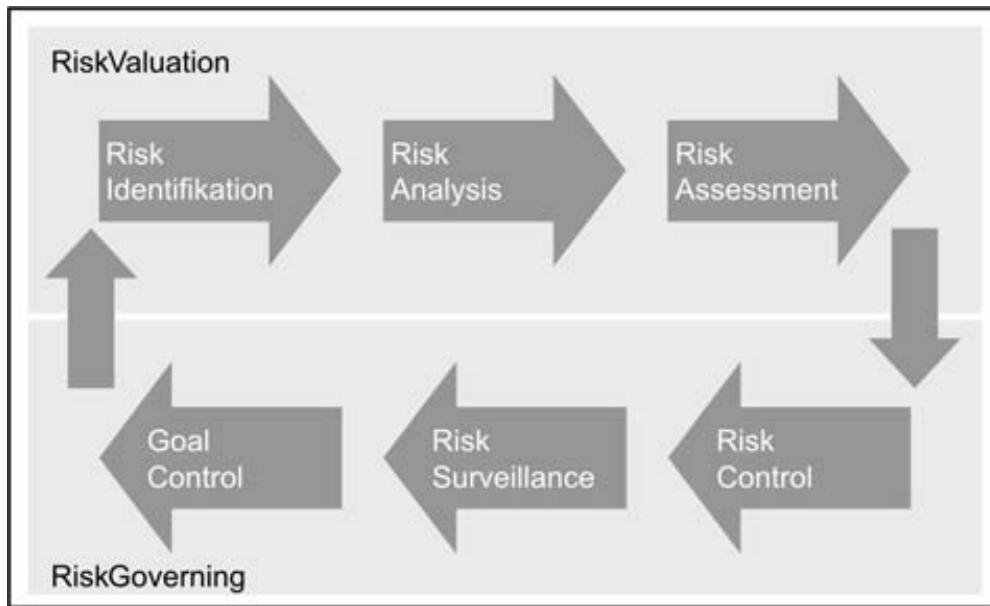 RiskValuation
Risk
Identifikation
Risk
Analysis
Risk
Assessment
Goal
Control
Risk
Surveillance
Risk
Control
RiskGoverning